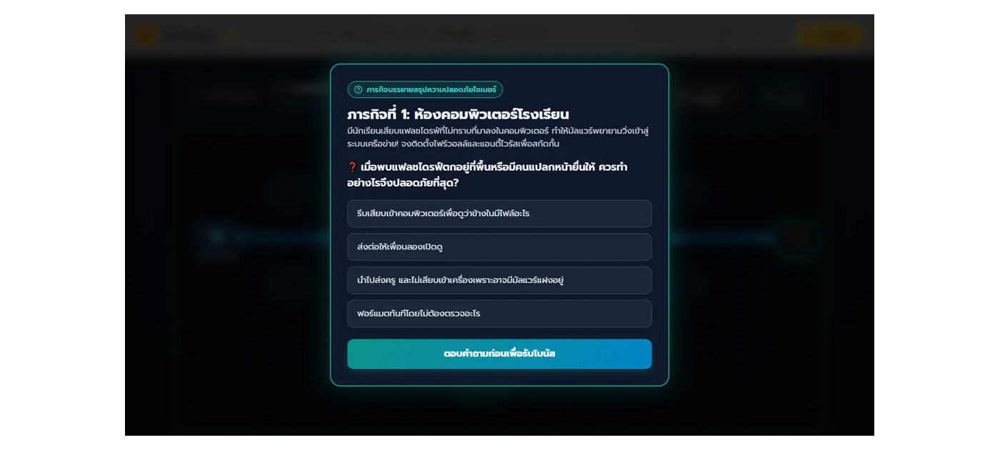 ภารกิจบรรยายสรุปความปลอดภัยไซเบอร์
ภารกิจที่ 1: ห้องคอมพิวเตอร์โรงเรียน
มีนักเรียนเสียบแฟลชไดรฟ์ที่ไม่ทราบที่มาลงในคอมพิวเตอร์ ทำให้มัลแวร์พยายามวิ่งเข้าสู่
ระบบเครือข่าย! จงติดตั้งไฟร์วอลล์และแอนตี้ไวรัสเพื่อสกัดกั้น
❓ เมื่อพบแฟลชไดรฟ์ตกอยู่ที่พื้นหรือมีคนแปลกหน้ายื่นให้ ควรทำ
อย่างไรจึงปลอดภัยที่สุด?
รีบเสียบเข้าคอมพิวเตอร์เพื่อดูว่าข้างในมีไฟล์อะไร
ส่งต่อให้เพื่อนลองเปิดดู
นำไปส่งครู และไม่เสียบเข้าเครื่องเพราะอาจมีมัลแวร์แฝงอยู่
ฟอร์แมตทันทีโดยไม่ต้องตรวจอะไร
ตอบคำถามก่อนเพื่อรับโบนัส